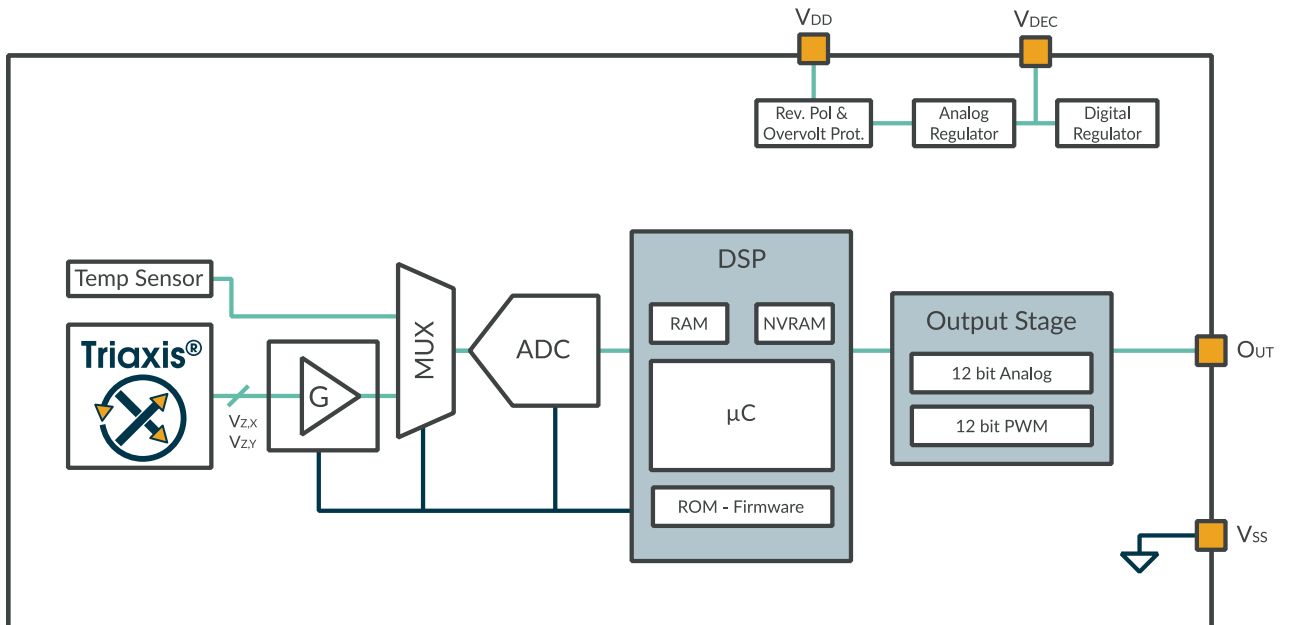 VDD
VDEC
Rev. Pol &
Overvolt Prot.
Analog
Regulator
Digital
Regulator
Temp Sensor
Triaxis®
VZ,X
VZ,Y
G
MUX
ADC
DSP
RAM
NVRAM
µC
ROM - Firmware
Output Stage
12 bit Analog
12 bit PWM
OUT
VSS